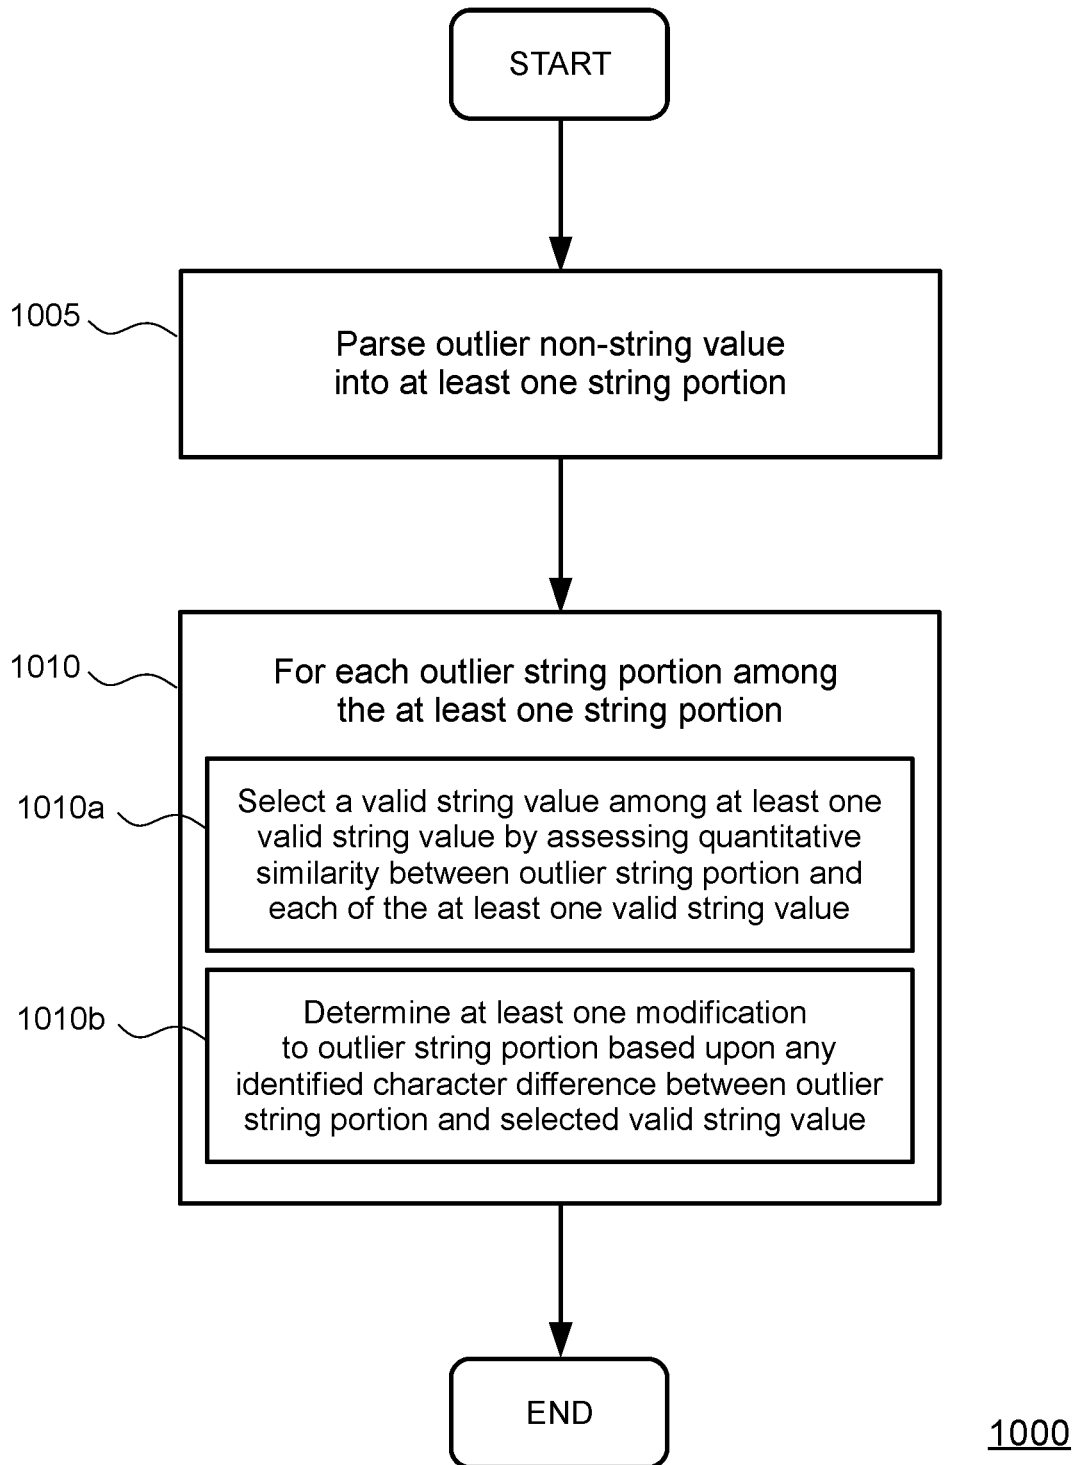 START
1005
Parse outlier non-string value
into at least one string portion
1010
For each outlier string portion among
the at least one string portion
1010a
Select a valid string value among at least one
valid string value by assessing quantitative
similarity between outlier string portion and
each of the at least one valid string value
1010b
Determine at least one modification
to outlier string portion based upon any
identified character difference between outlier
string portion and selected valid string value
END
1000